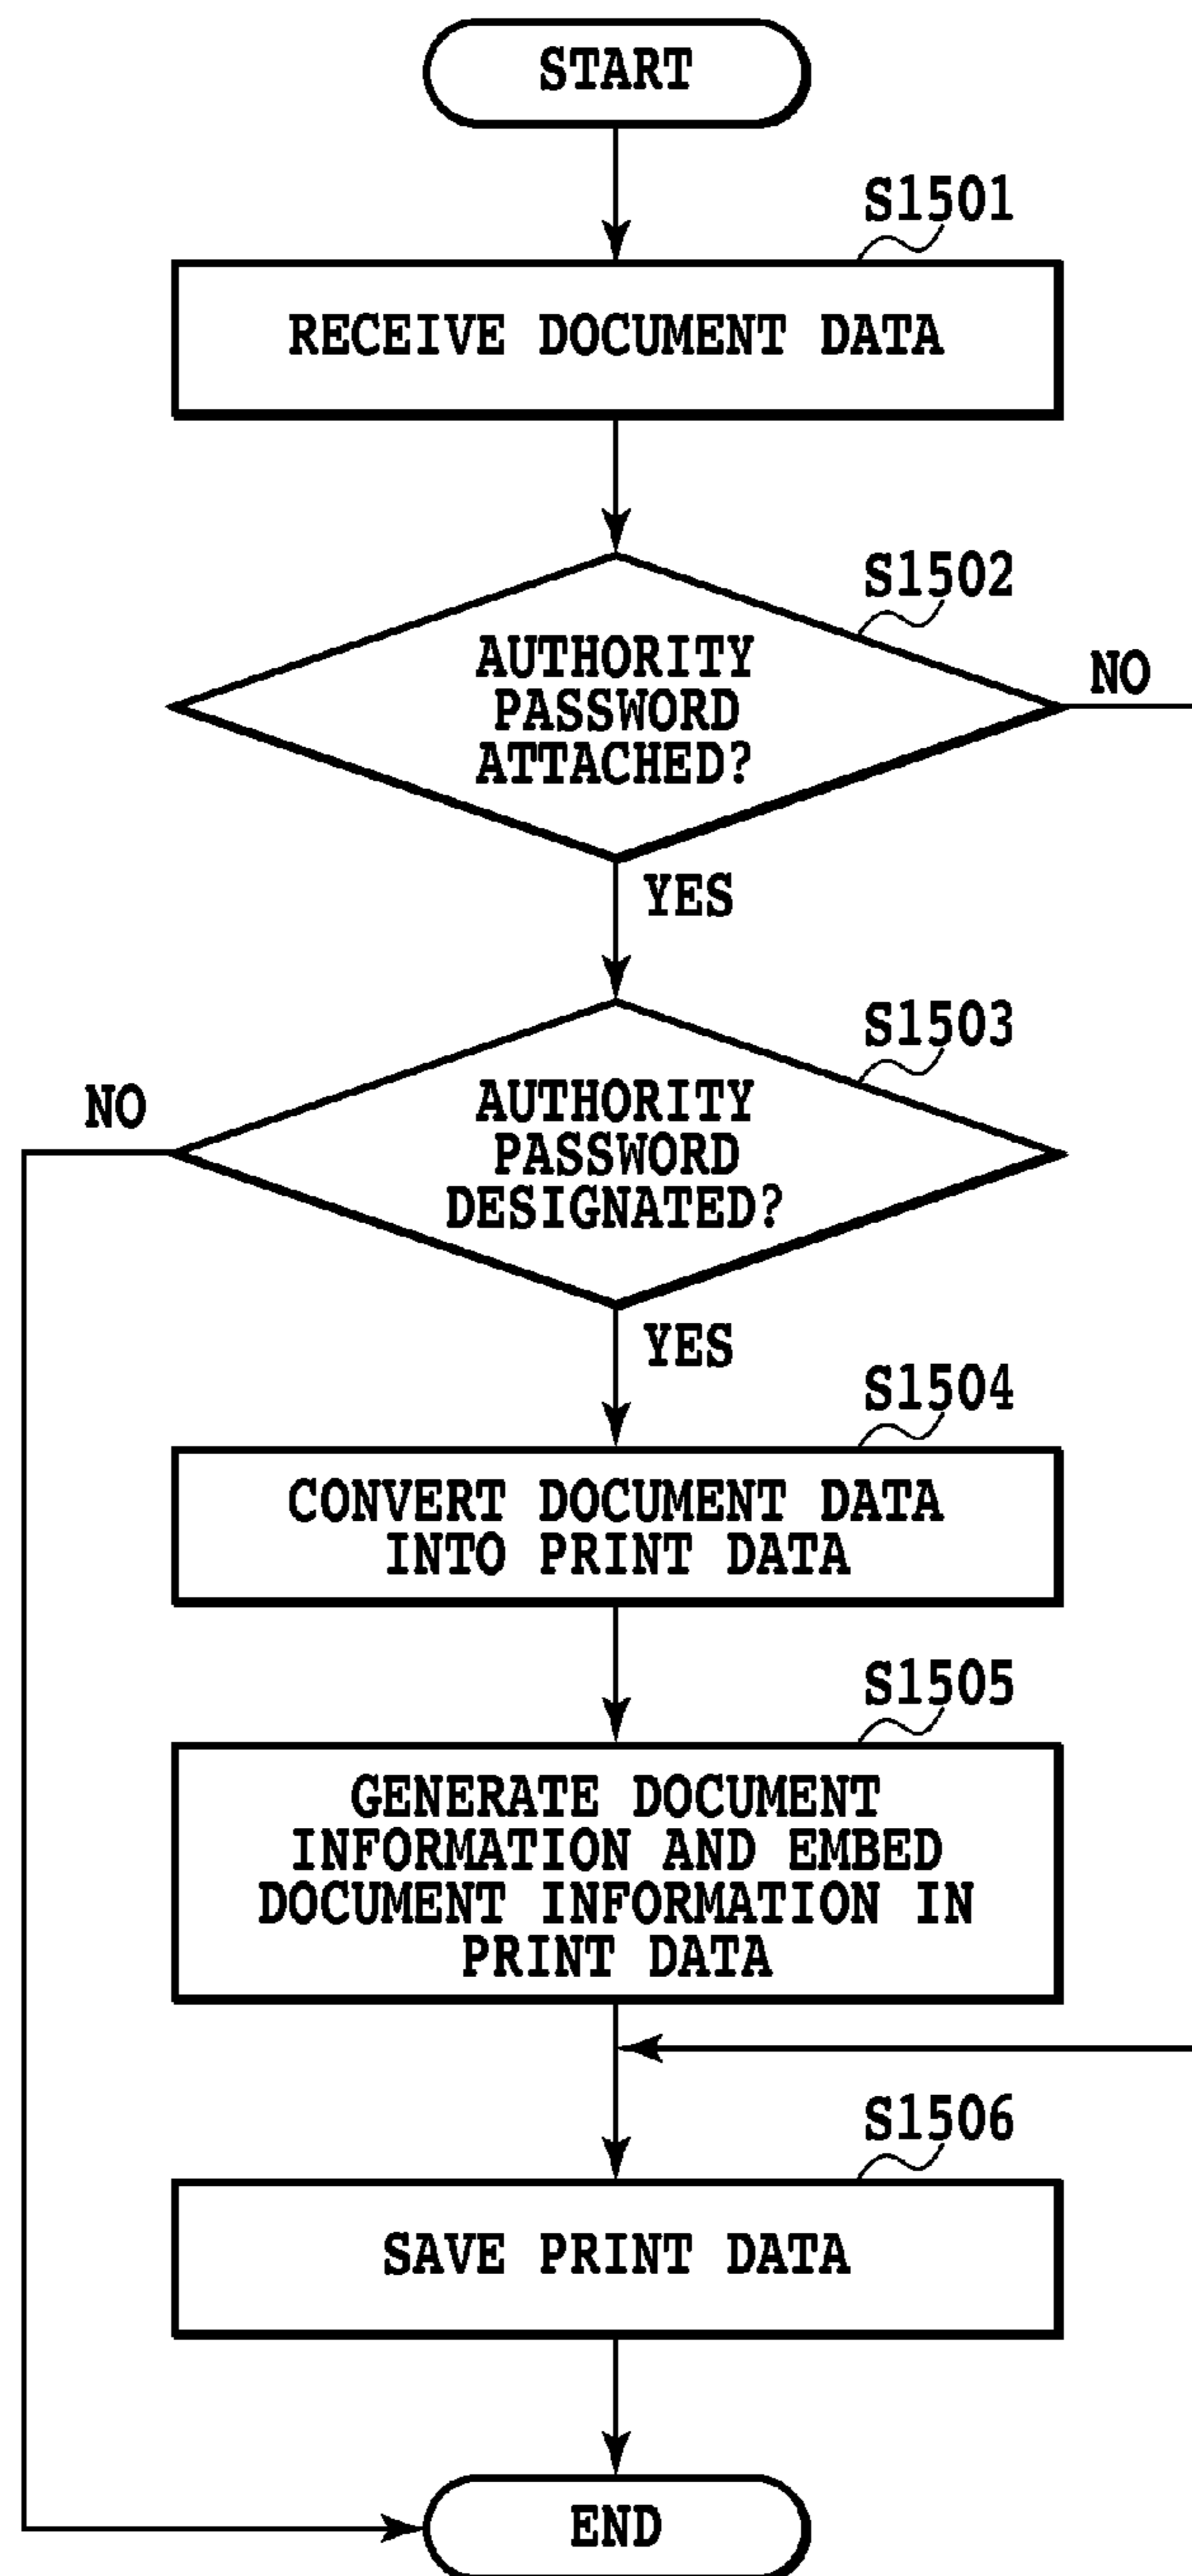 START
S1501
RECEIVE DOCUMENT DATA
S1502
AUTHORITY
PASSWORD
ATTACHED?
NO
YES
S1503
AUTHORITY
PASSWORD
DESIGNATED?
NO
YES
S1504
CONVERT DOCUMENT DATA
INTO PRINT DATA
S1505
GENERATE DOCUMENT
INFORMATION AND EMBED
DOCUMENT INFORMATION IN
PRINT DATA
S1506
SAVE PRINT DATA
END